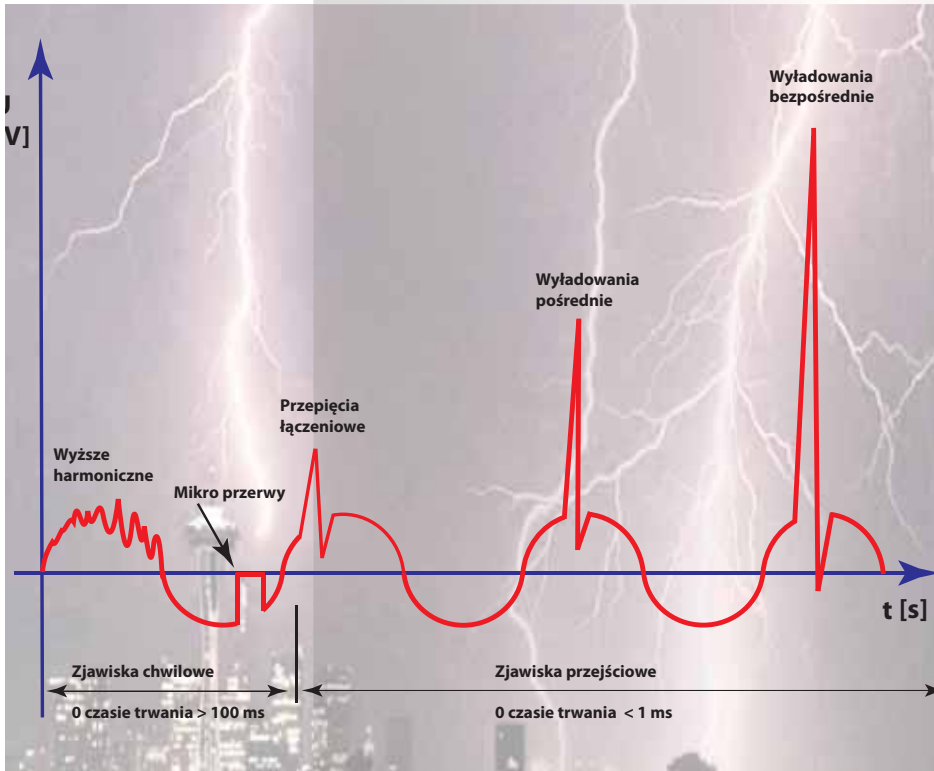 Wyładowania
bezpośrednie
V]
Wyładowania
pośrednie
Przepięcia
łączeniowe
Wyższe
harmoniczne
Mikro przerwy
t [s]
Zjawiska chwilowe
Zjawiska przejściowe
0 czasie trwania > 100 ms
0 czasie trwania < 1 ms